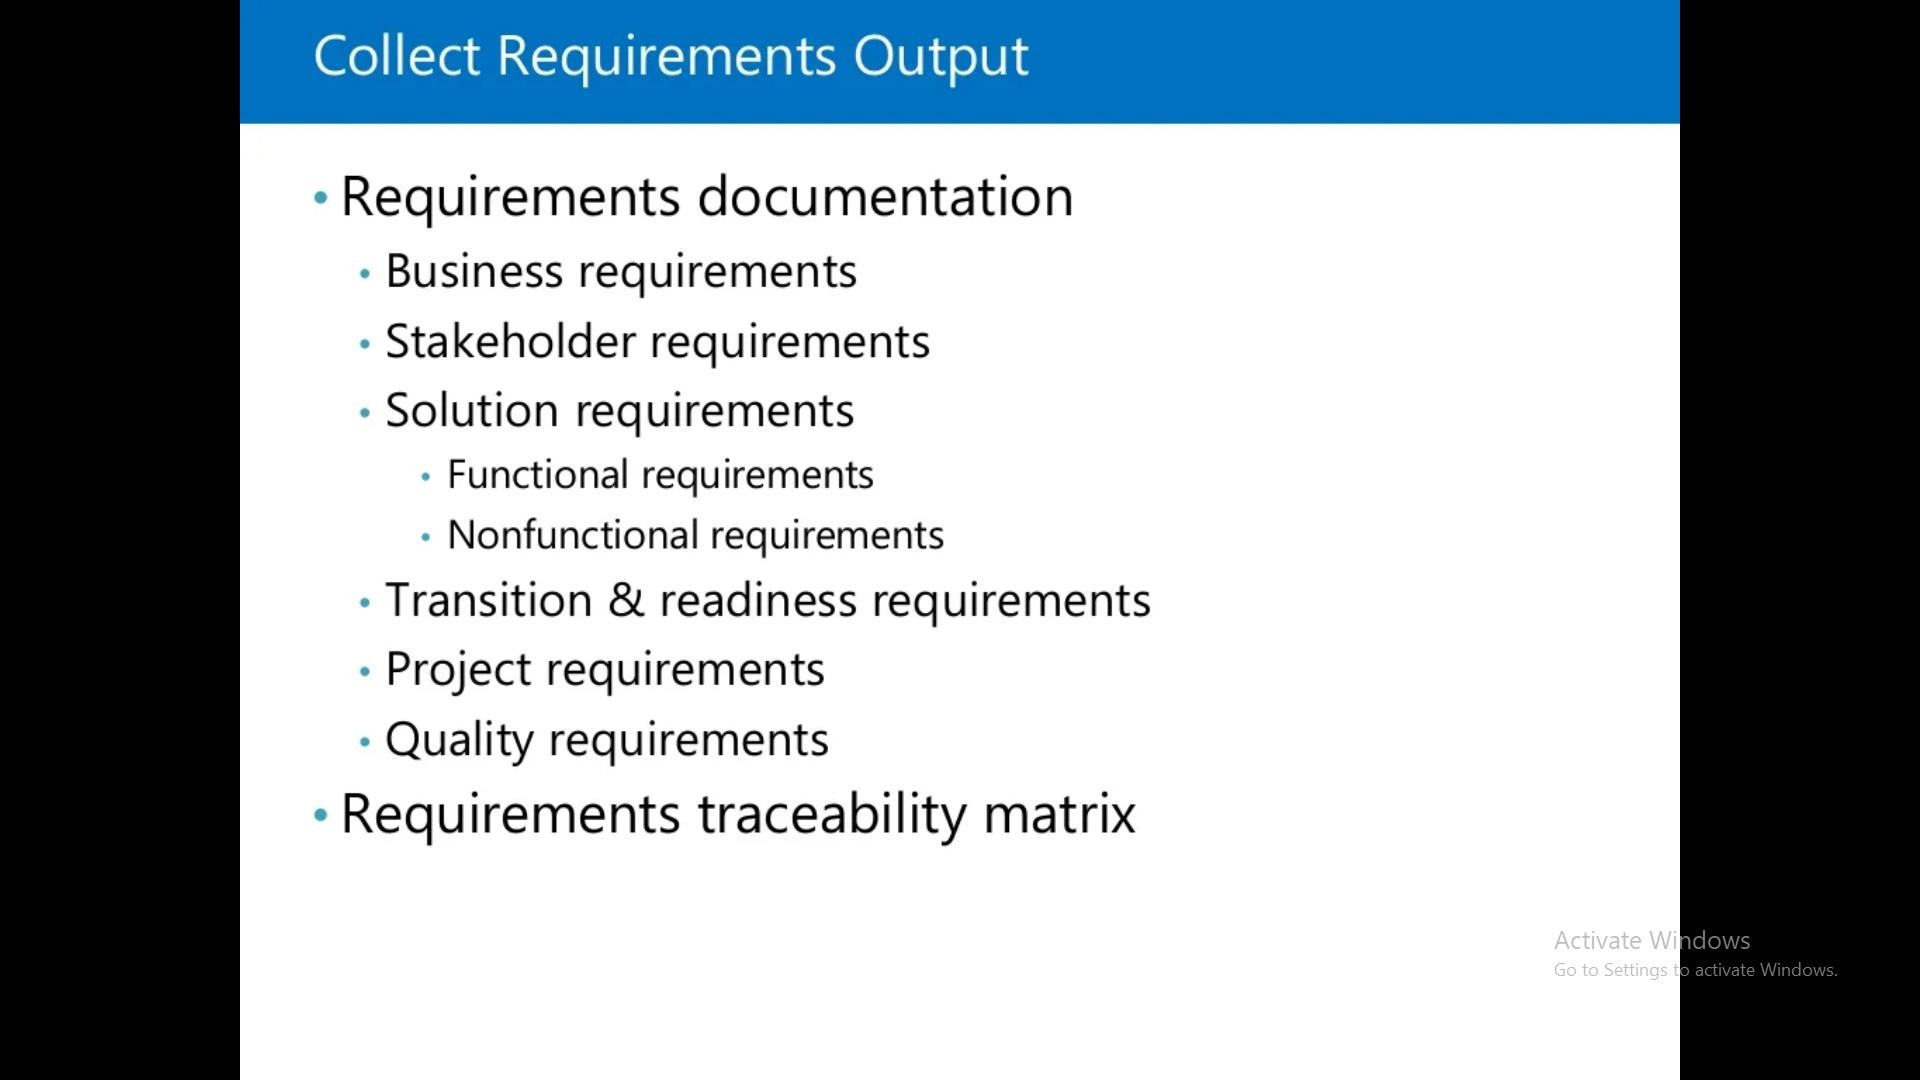 Collect Requirements Output
• Requirements documentation
• Business requirements
• Stakeholder requirements
• Solution requirements
• Functional requirements
• Nonfunctional requirements
• Transition & readiness requirements
• Project requirements
• Quality requirements
• Requirements traceability matrix
Activate Windows
Go to Settings to activate Windows.